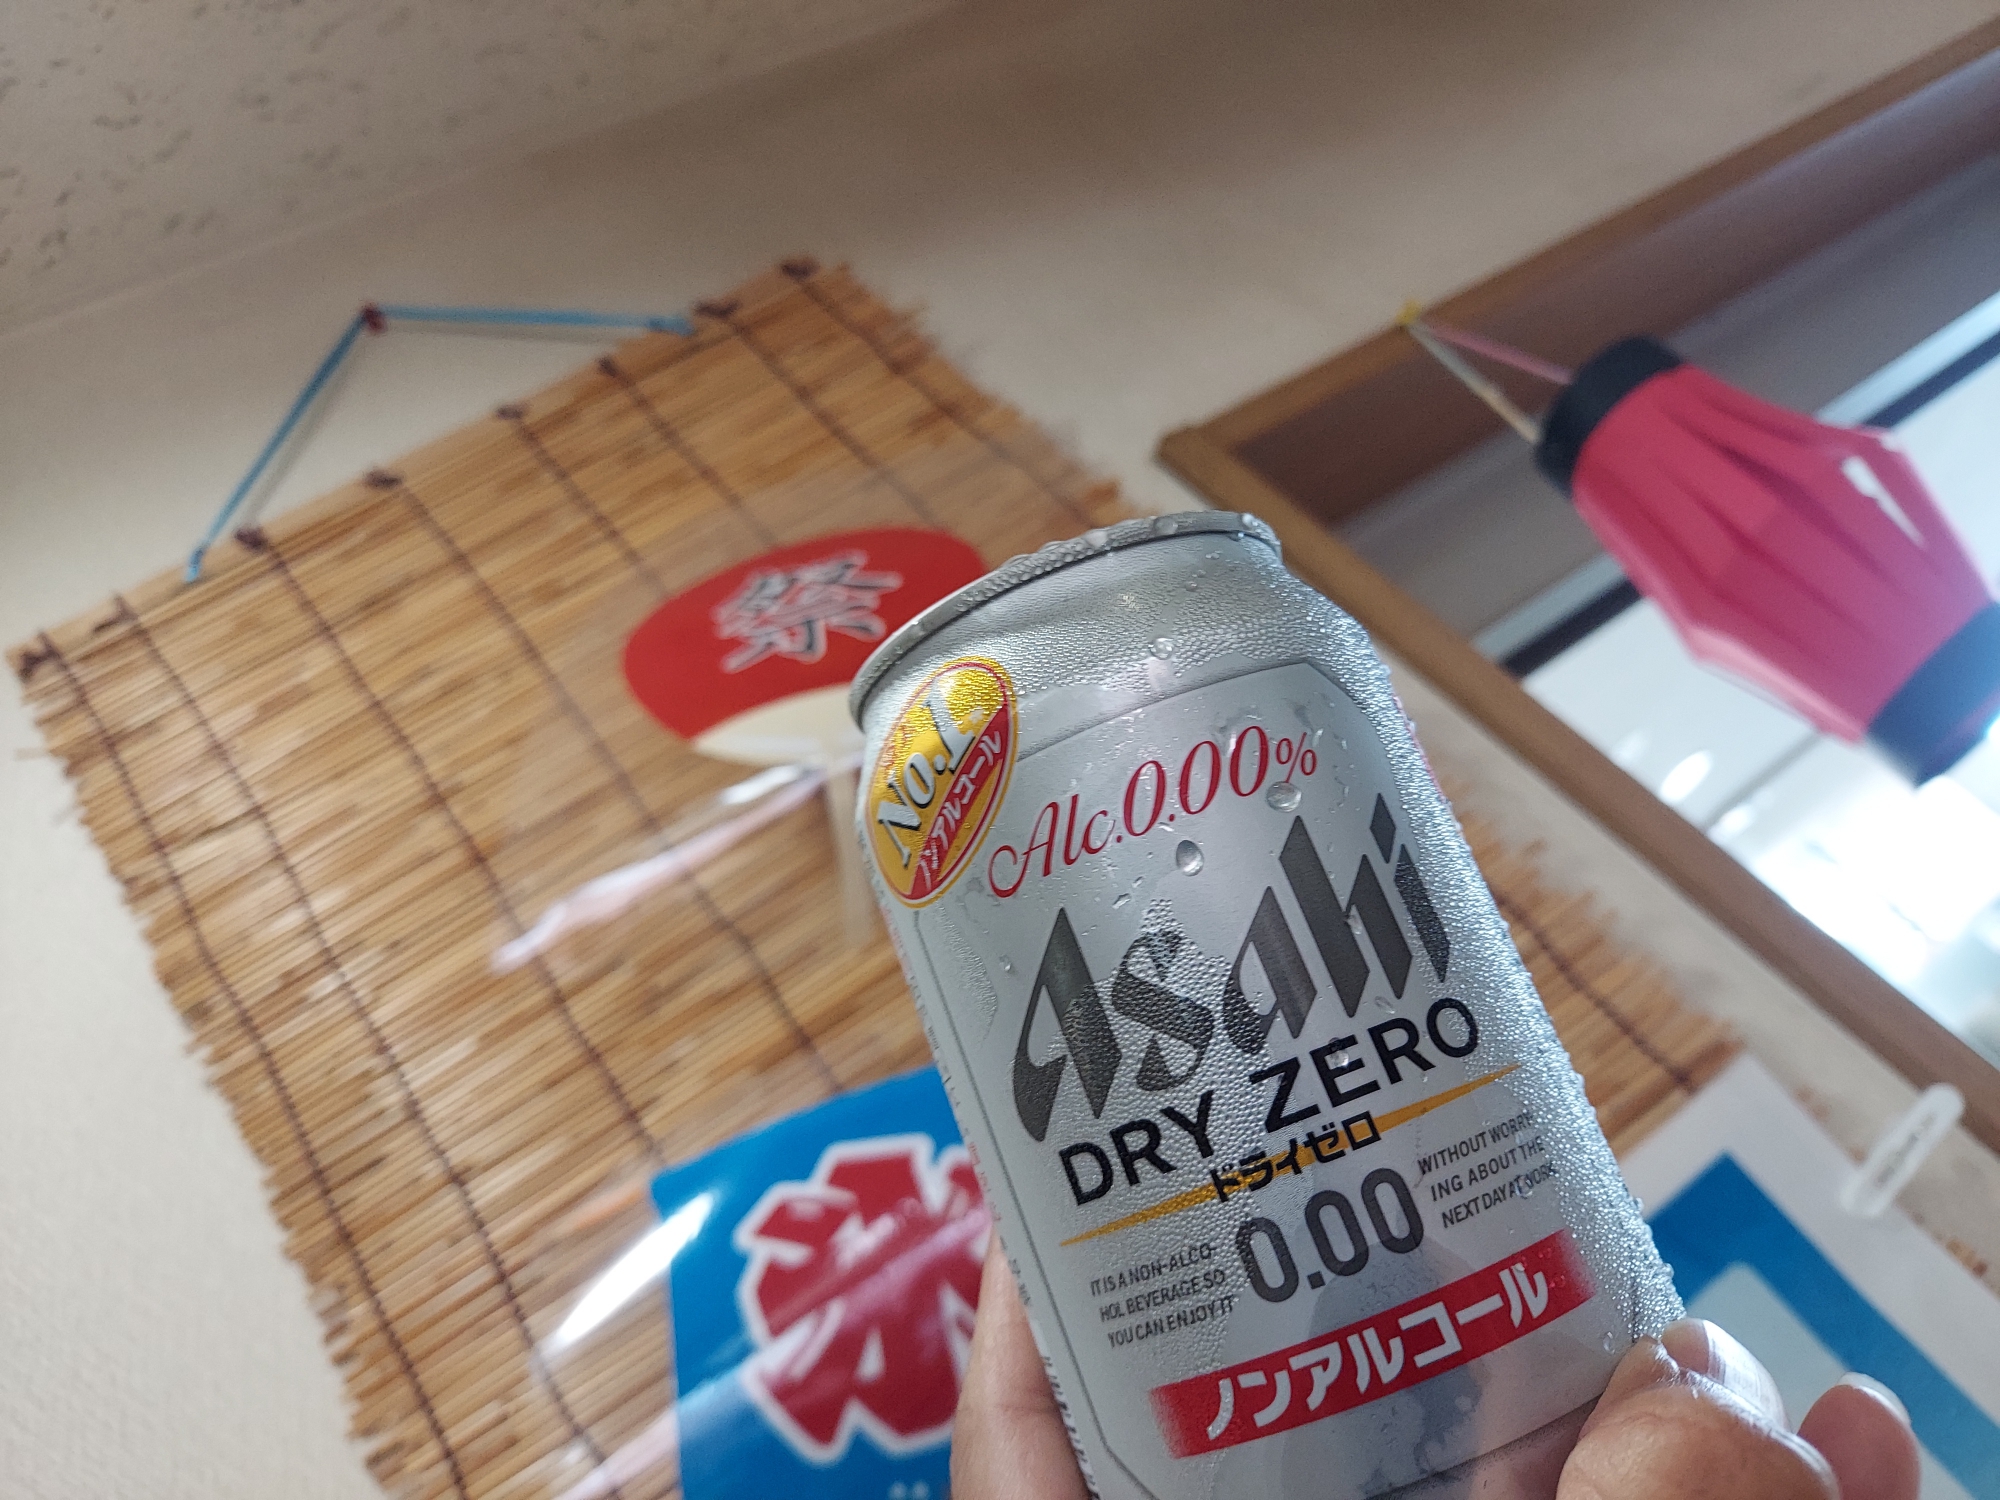 祭
No.1
ノンアルコール
Alc.0.00%
Asahi
DRY ZERO
ドライゼロ
0.00
IT IS A NON-ALCO-
HOL BEVERAGE SO
YOU CAN ENJOY IT
WITHOUT WORRY-
ING ABOUT THE
NEXT DAY AT WORK.
ノンアルコール